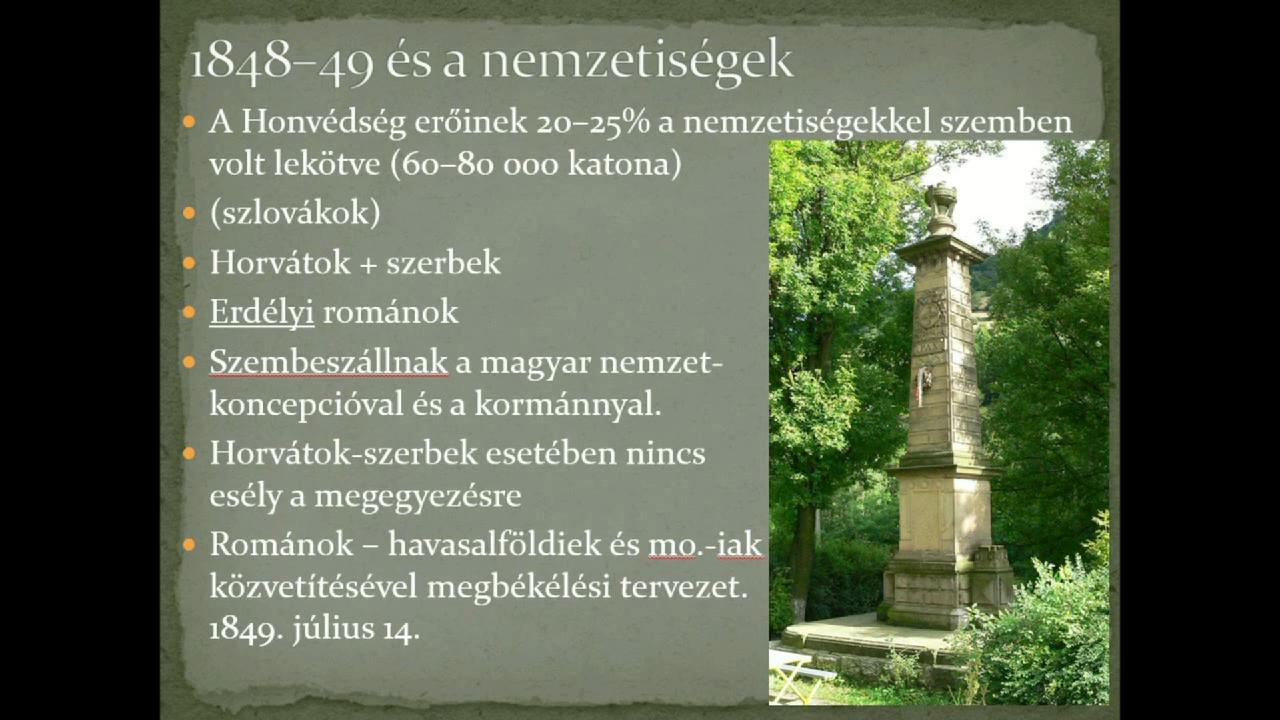 1848–49 és a nemzetiségek
A Honvédség erőinek 20–25% a nemzetiségekkel szemben
volt lekötve (60–80 000 katona)
(szlovákok)
Horvátok + szerbek
Erdélyi románok
Szembeszállnak a magyar nemzet-
koncepcióval és a kormánnyal.
Horvátok-szerbek esetében nincs
esély a megegyezésre
Románok – havasalföldiek és mo.-iak
közvetítésével megbékélési tervezet.
1849. július 14.